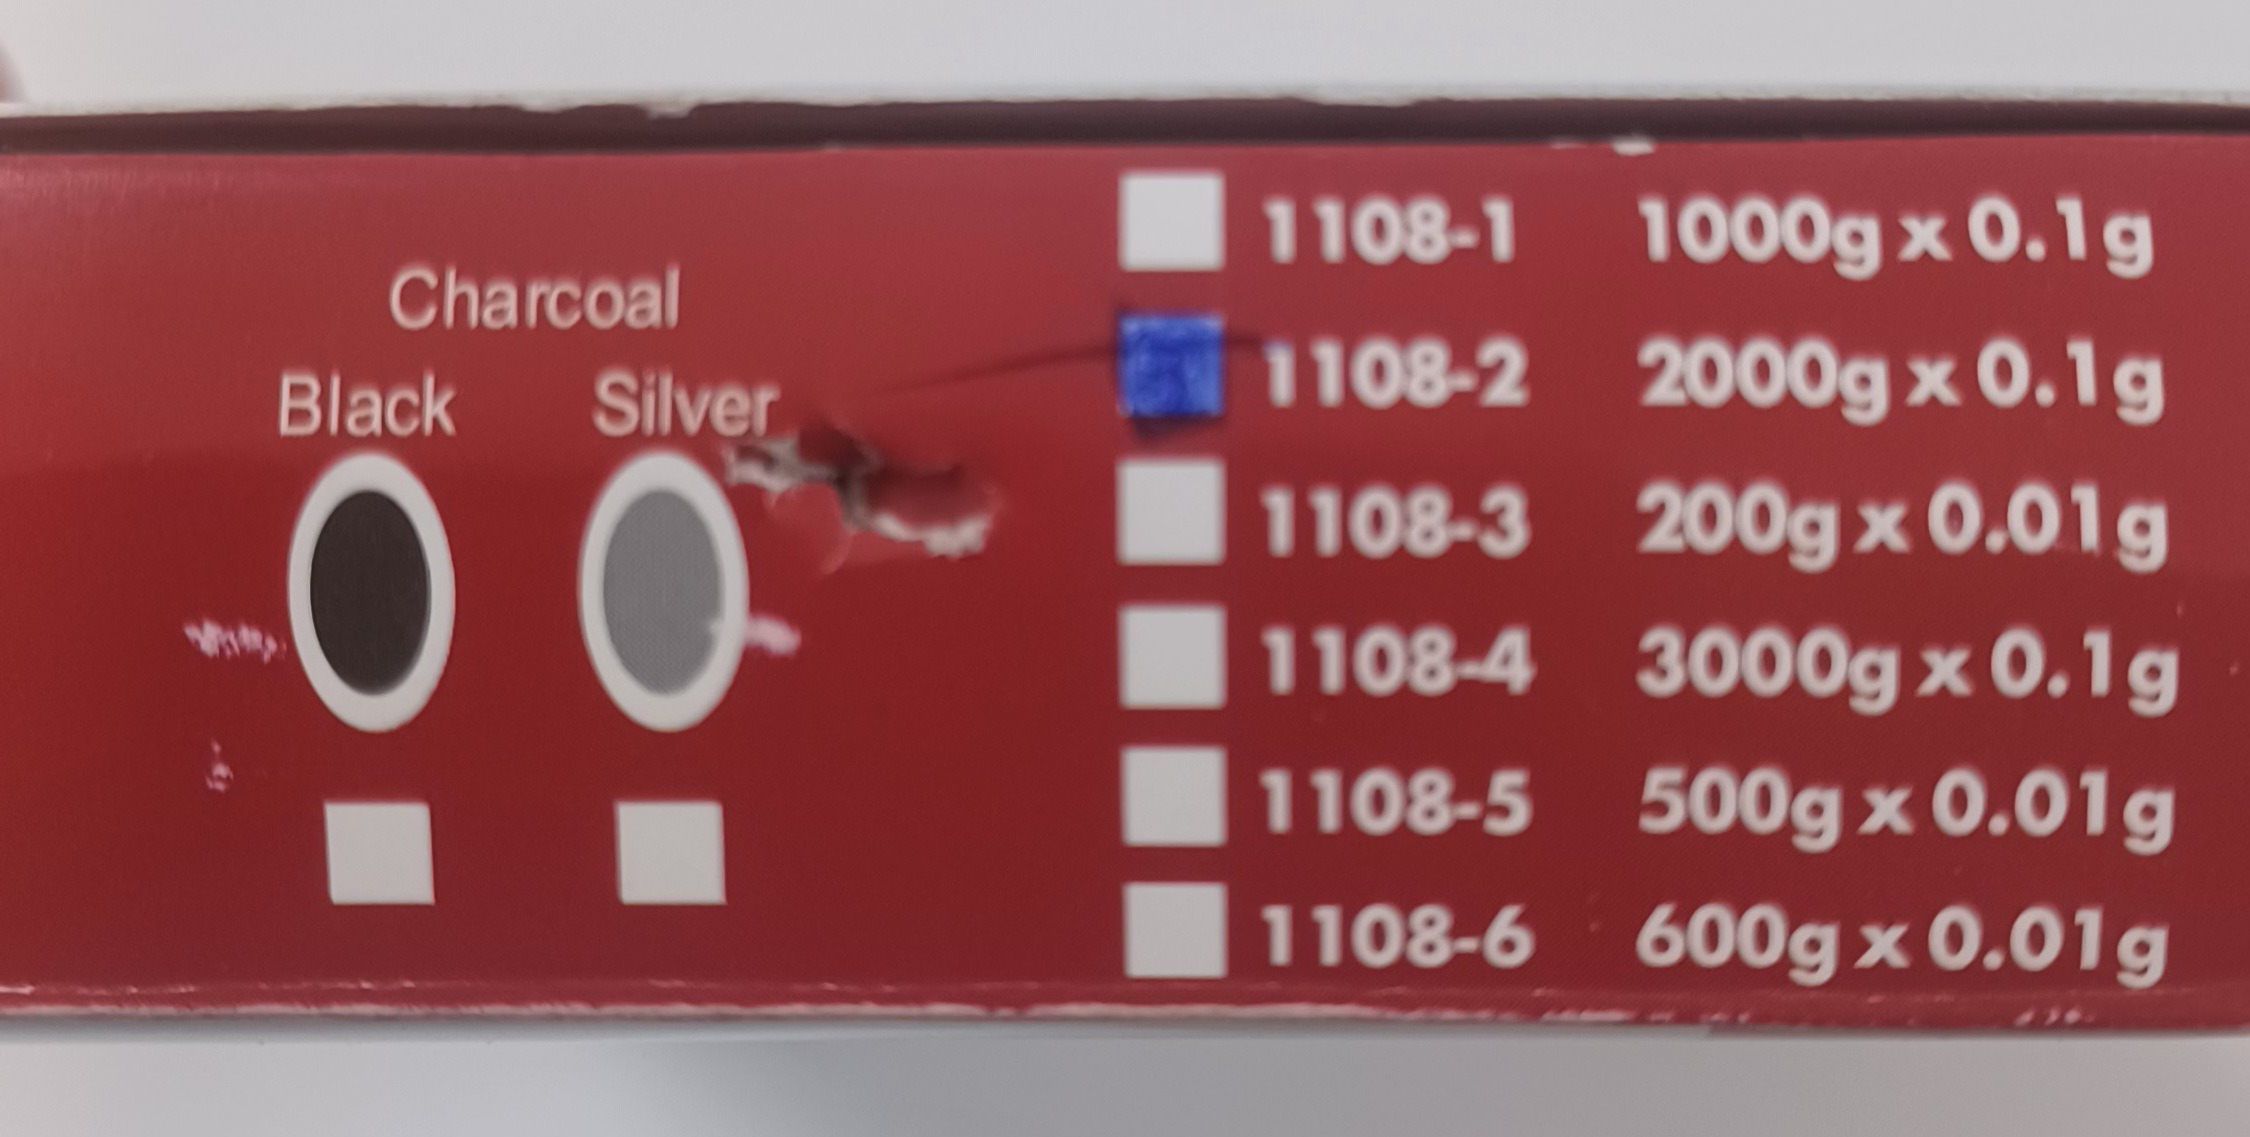 Charcoal
Black Silver
1108-1 1000g x 0.1g
1108-2 2000g x 0.1g
1108-3 200g x 0.01g
1108-4 3000g x 0.1g
1108-5 500g x 0.01g
1108-6 600g x 0.01g